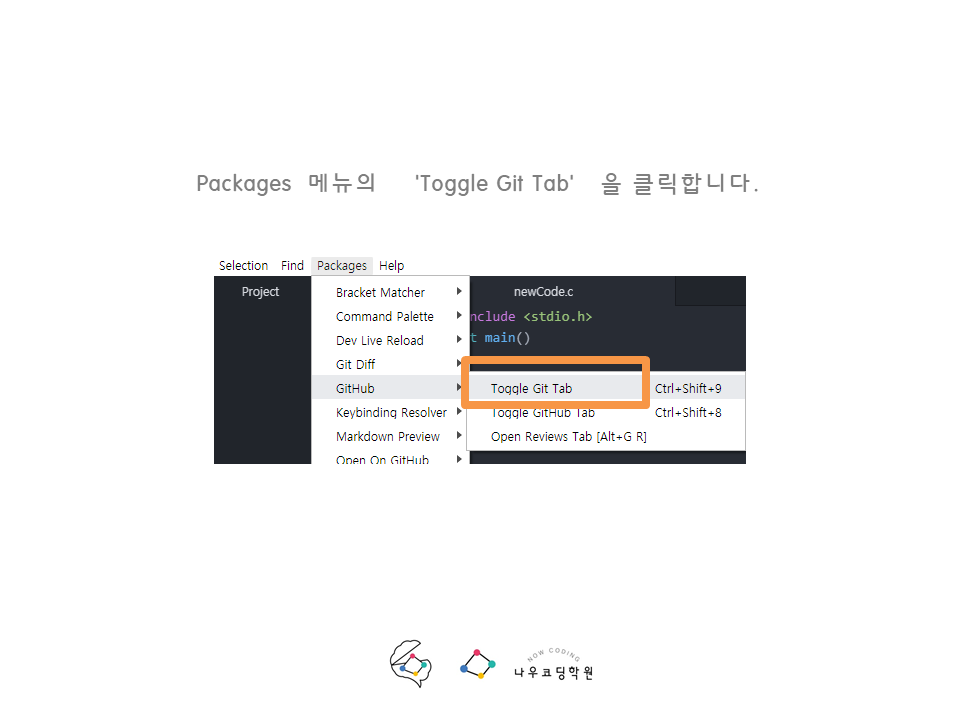 Packages 메뉴의 'Toggle Git Tab' 을 클릭합니다.
Selection Find Packages Help
Project
newCode.c
Bracket Matcher
nclude <stdio.h>
Command Palette
t main()
Dev Live Reload
Git Diff
GitHub
Toggle Git Tab Ctrl+Shift+9
Keybinding Resolver
Toggle GitHub Tab Ctrl+Shift+8
Markdown Preview
Open Reviews Tab [Alt+G R]
Open On GitHub
NOW CODING
나우코딩학원